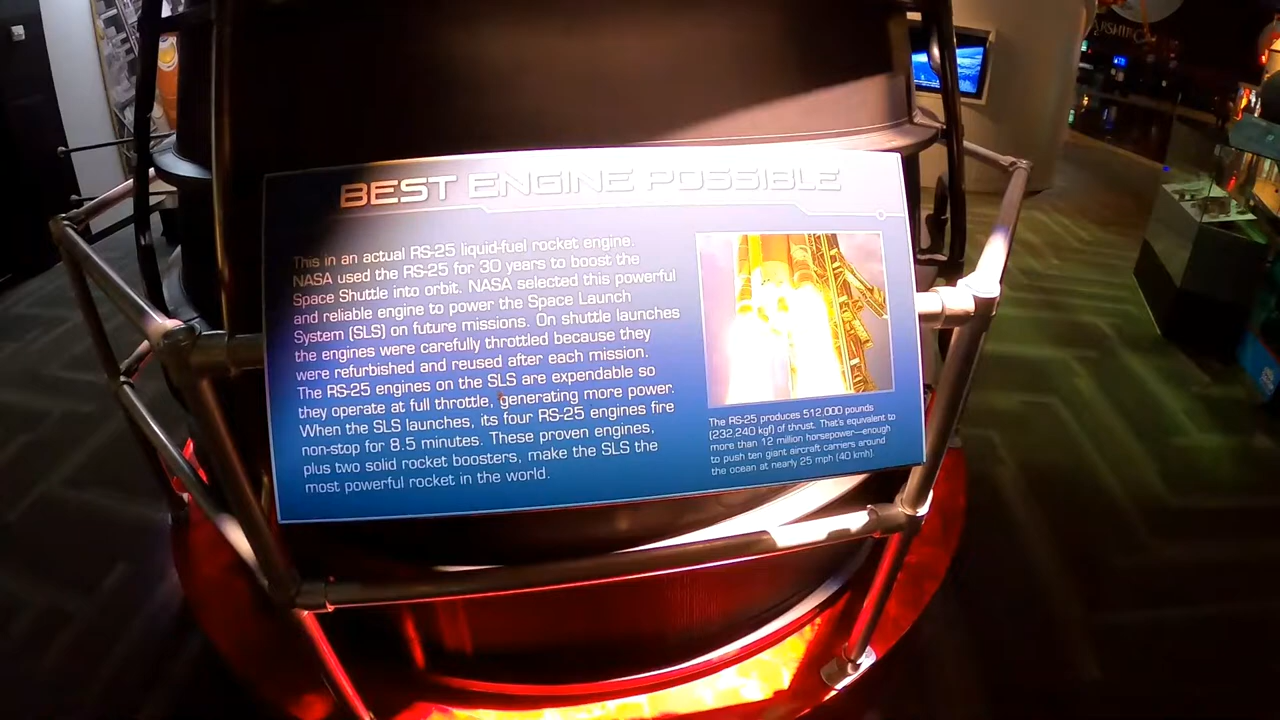 BEST ENGINE POSSIBLE
This in an actual RS-25 liquid-fuel rocket engine.
NASA used the RS-25 for 30 years to boost the
Space Shuttle into orbit. NASA selected this powerful
and reliable engine to power the Space Launch
System (SLS) on future missions. On shuttle launches
the engines were carefully throttled because they
were refurbished and reused after each mission.
The RS-25 engines on the SLS are expendable so
they operate at full throttle, generating more power.
When the SLS launches, its four RS-25 engines fire
non-stop for 8.5 minutes. These proven engines,
plus two solid rocket boosters, make the SLS the
most powerful rocket in the world.
The RS-25 produces 512,000 pounds
(232,240 kgf) of thrust. That's equivalent to
more than 12 million horsepower—enough
to push ten giant aircraft carriers around
the ocean at nearly 25 mph (40 kmh).